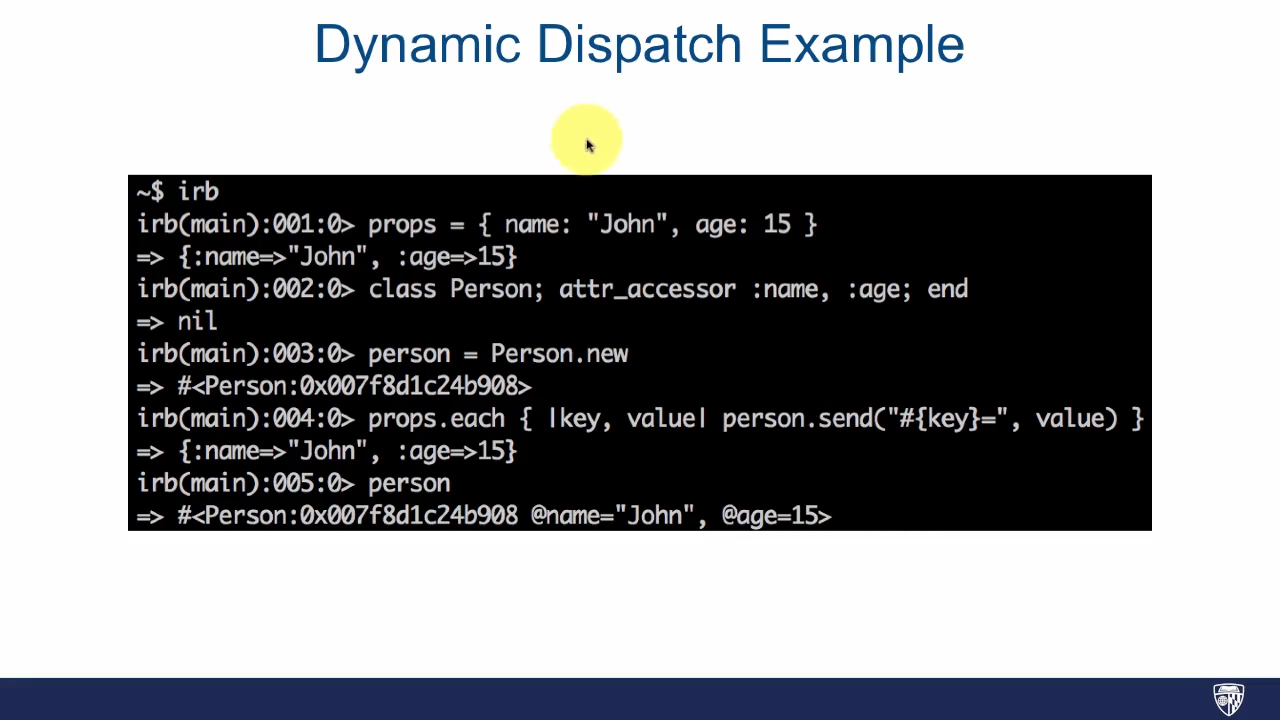 Dynamic Dispatch Example
~$ irb
irb(main):001:0> props = { name: "John", age: 15 }
=> {:name=>"John", :age=>15}
irb(main):002:0> class Person; attr_accessor :name, :age; end
=> nil
irb(main):003:0> person = Person.new
=> #<Person:0x007f8d1c24b908>
irb(main):004:0> props.each { |key, value| person.send("#{key}=", value) }
=> {:name=>"John", :age=>15}
irb(main):005:0> person
=> #<Person:0x007f8d1c24b908 @name="John", @age=15>